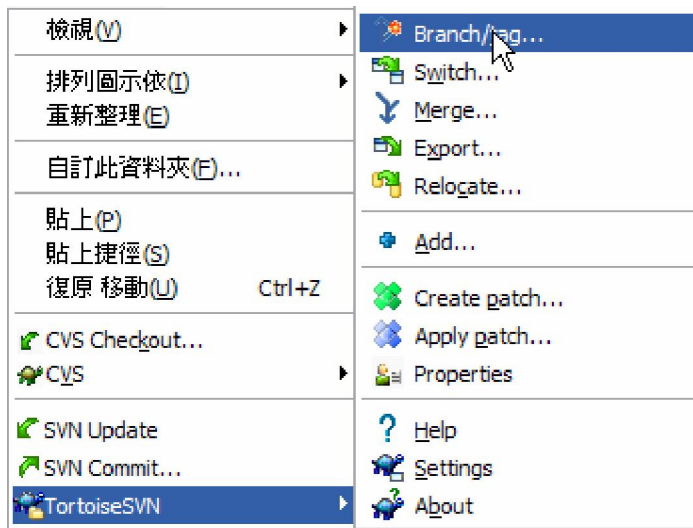 檢視(V)
排列圖示依(I)
重新整理(E)
自訂此資料夾(F)...
貼上(P)
貼上捷徑(S)
復原 移動(U) Ctrl+Z
CVS Checkout...
CVS
SVN Update
SVN Commit...
TortoiseSVN
Branch/tag...
Switch...
Merge...
Export...
Relocate...
Add...
Create patch...
Apply patch...
Properties
Help
Settings
About